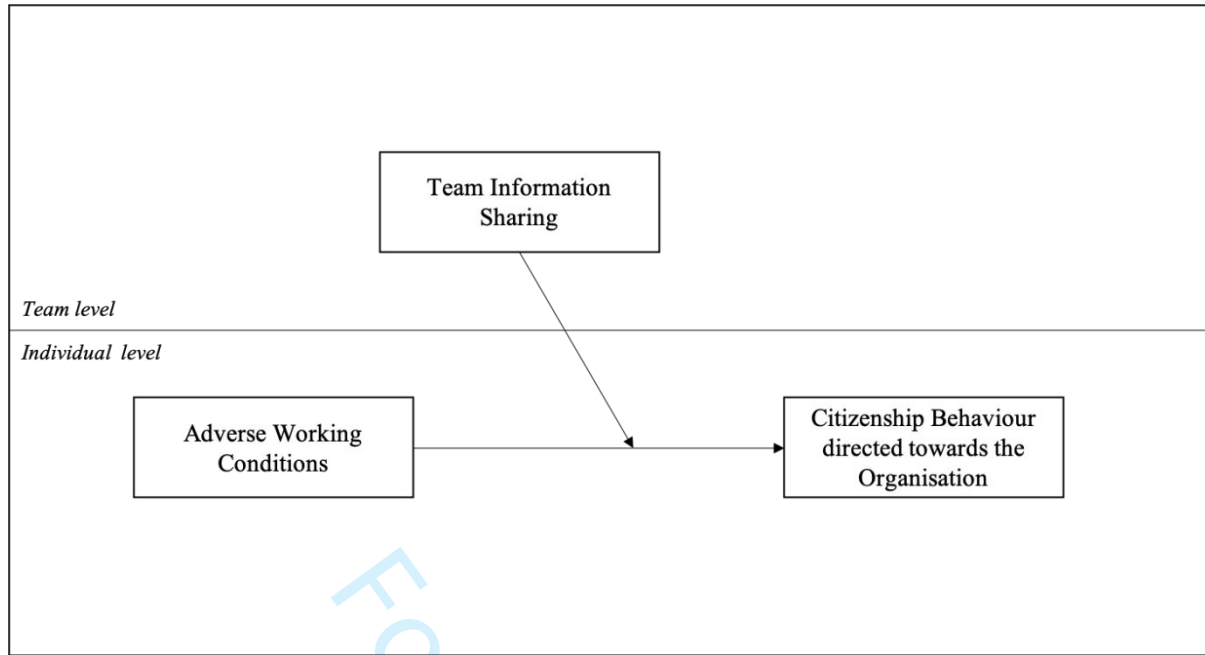 Team Information
Sharing
Team level
Individual level
Adverse Working
Conditions
Citizenship Behaviour
directed towards the
Organisation